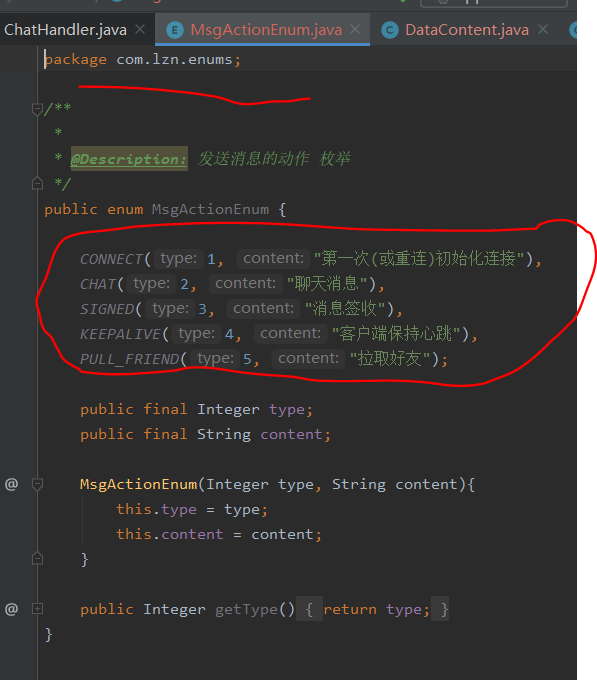 ChatHandler.java × E MsgActionEnum.java × C DataContent.java ×
package com.lzn.enums;
/**
*
* @Description: 发送消息的动作 枚举
*/
public enum MsgActionEnum {
CONNECT( type: 1, content: "第一次(或重连)初始化连接"),
CHAT( type: 2, content: "聊天消息"),
SIGNED( type: 3, content: "消息签收"),
KEEPALIVE( type: 4, content: "客户端保持心跳"),
PULL_FRIEND( type: 5, content: "拉取好友");
public final Integer type;
public final String content;
@ MsgActionEnum(Integer type, String content){
this.type = type;
this.content = content;
}
@ public Integer getType() { return type; }
}